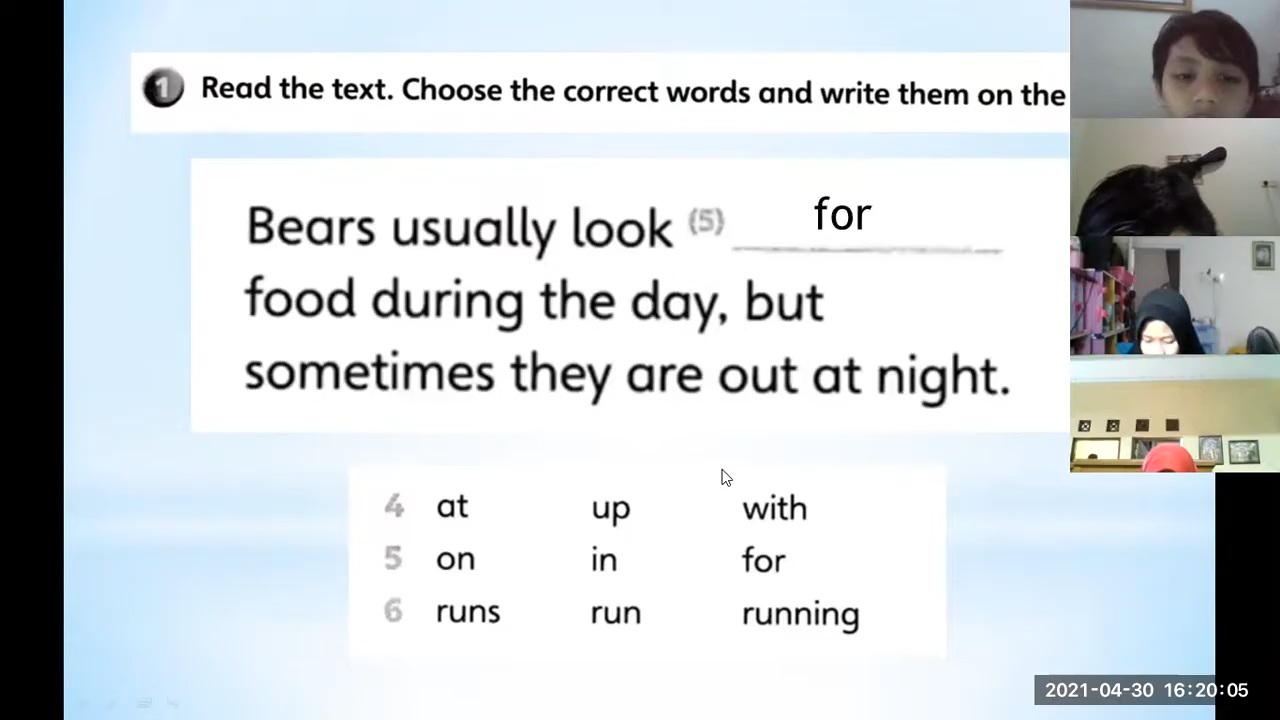 1 Read the text. Choose the correct words and write them on the
Bears usually look (5) for
food during the day, but
sometimes they are out at night.
4 at up with
5 on in for
6 runs run running
2021-04-30 16:20:05